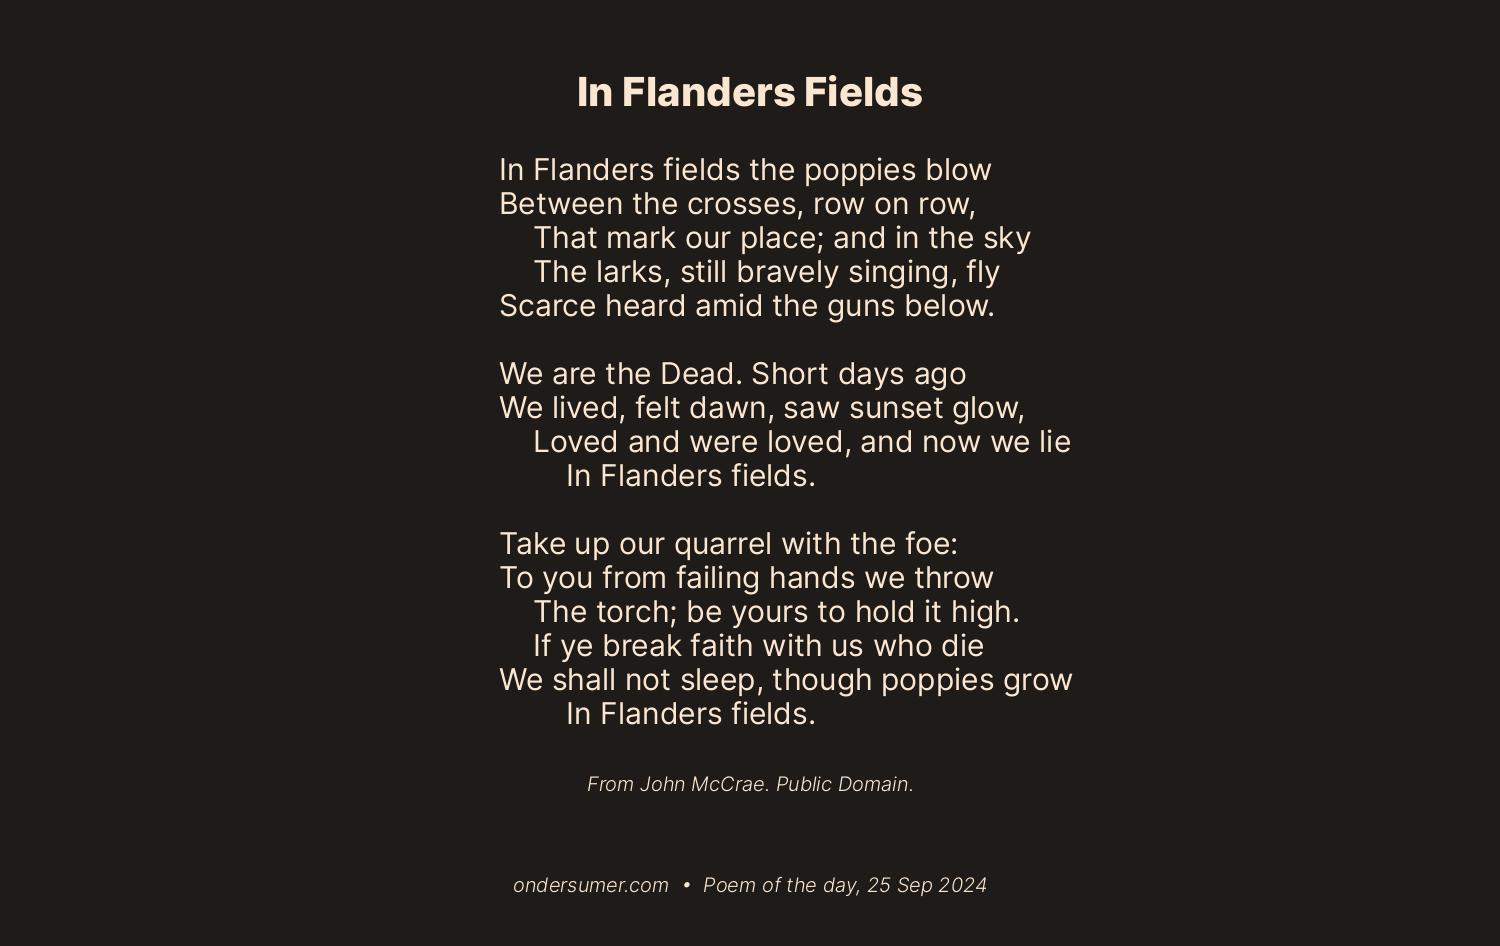 In Flanders Fields
In Flanders fields the poppies blow
Between the crosses, row on row,
That mark our place; and in the sky
The larks, still bravely singing, fly
Scarce heard amid the guns below.
We are the Dead. Short days ago
We lived, felt dawn, saw sunset glow,
Loved and were loved, and now we lie
In Flanders fields.
Take up our quarrel with the foe:
To you from failing hands we throw
The torch; be yours to hold it high.
If ye break faith with us who die
We shall not sleep, though poppies grow
In Flanders fields.
From John McCrae. Public Domain.
ondersumer.com • Poem of the day, 25 Sep 2024